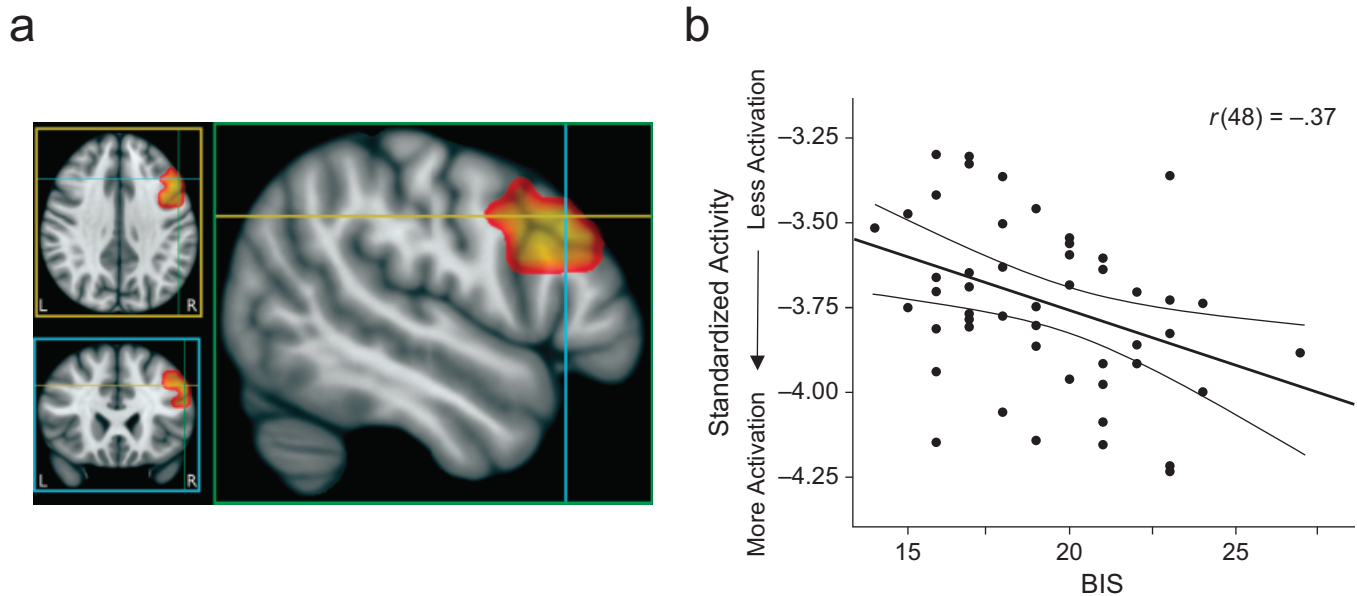 a
L
R
L
R
b
r(48) = –.37
Standardized Activity
Less Activation
More Activation
–3.25
–3.50
–3.75
–4.00
–4.25
15
20
25
BIS